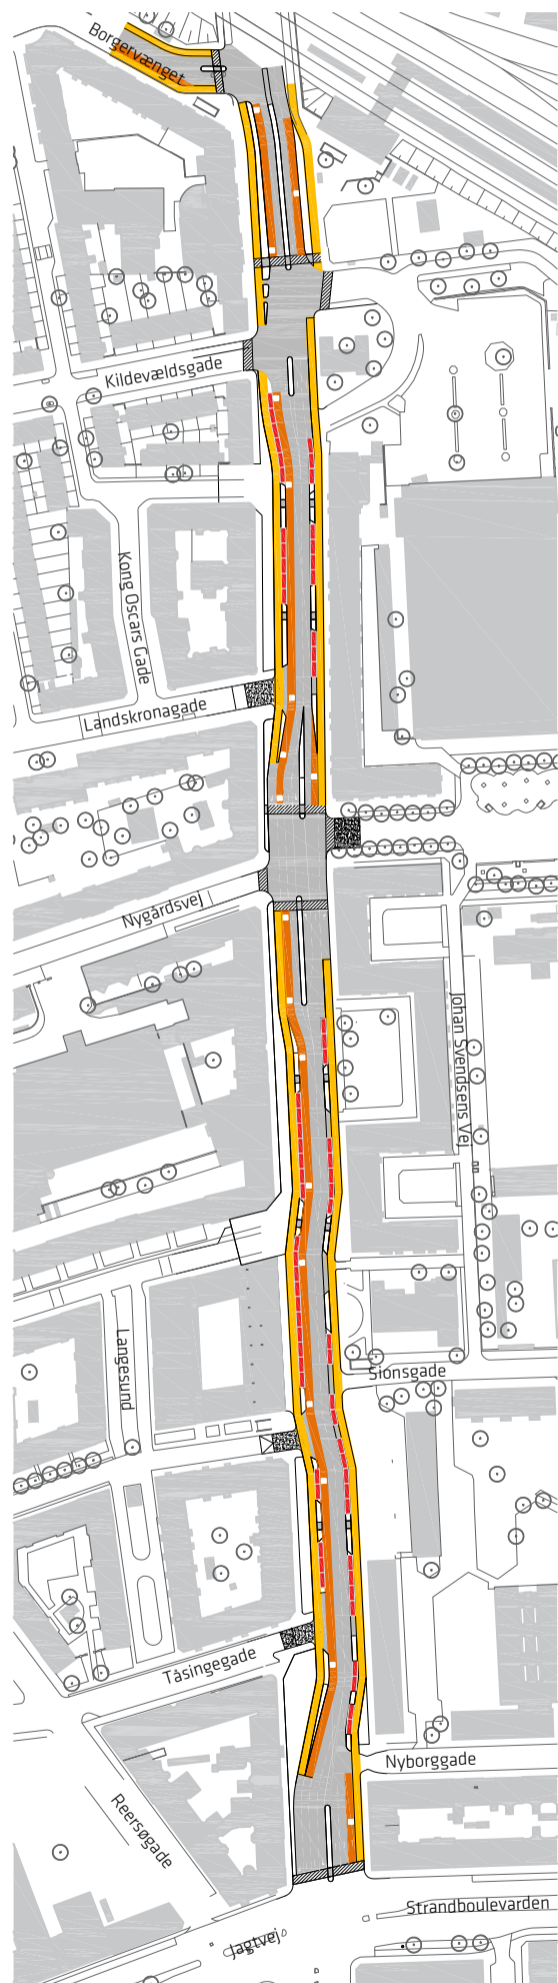 Borgervænget
Kildevældsgade
Kong Oscars Gade
Landskronagade
Nygårdsvej
Johan Svendsens Vej
Langesund
Sionsgade
Tåsingegade
Nyborggade
Reersøgade
Strandboulevarden
Jagtvej